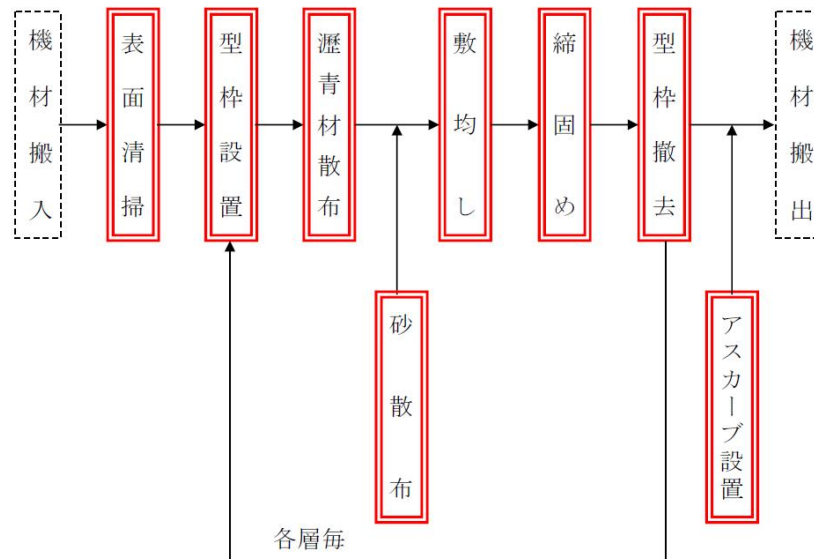 機材搬入
表面清掃
型枠設置
瀝青材散布
敷均し
締固め
型枠撤去
機材搬出
砂散布
アスカーブ設置
各層毎